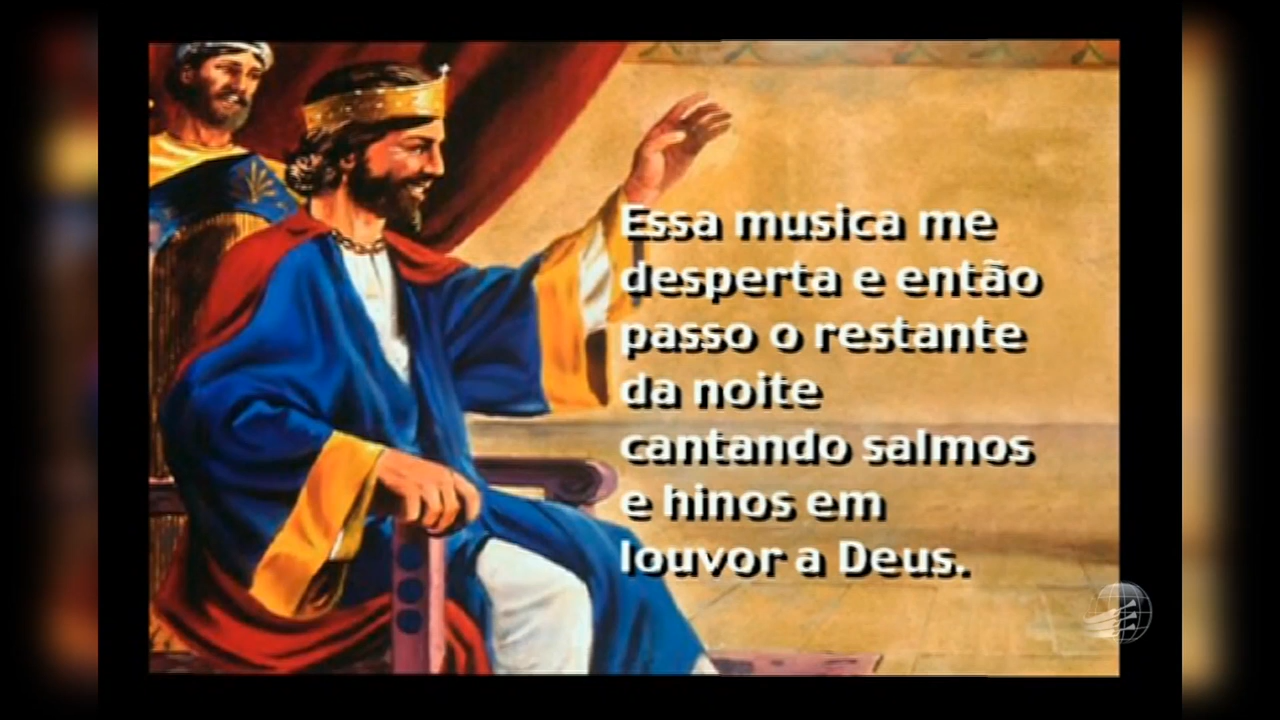 Essa musica me
desperta e então
passo o restante
da noite
cantando salmos
e hinos em
louvor a Deus.